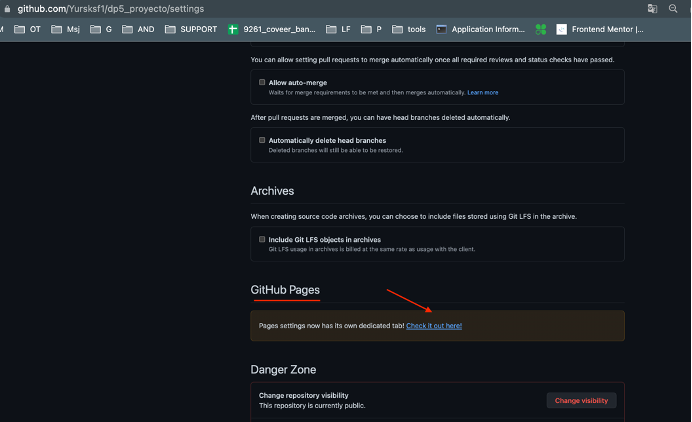 github.com/Yursksf1/dp5_proyecto/settings
OT Msj G AND SUPPORT 9261_coveer_ban... LF P tools Application Inform... Frontend Mentor |...
You can allow setting pull requests to merge automatically once all required reviews and status checks have passed.
Allow auto-merge
Waits for merge requirements to be met and then merges automatically. Learn more
After pull requests are merged, you can have head branches deleted automatically.
Automatically delete head branches
Deleted branches will still be able to be restored.
Archives
When creating source code archives, you can choose to include files stored using Git LFS in the archive.
Include Git LFS objects in archives
Git LFS usage in archives is billed at the same rate as usage with the client.
GitHub Pages
Pages settings now has its own dedicated tab! Check it out here!
Danger Zone
Change repository visibility
This repository is currently public.
Change visibility